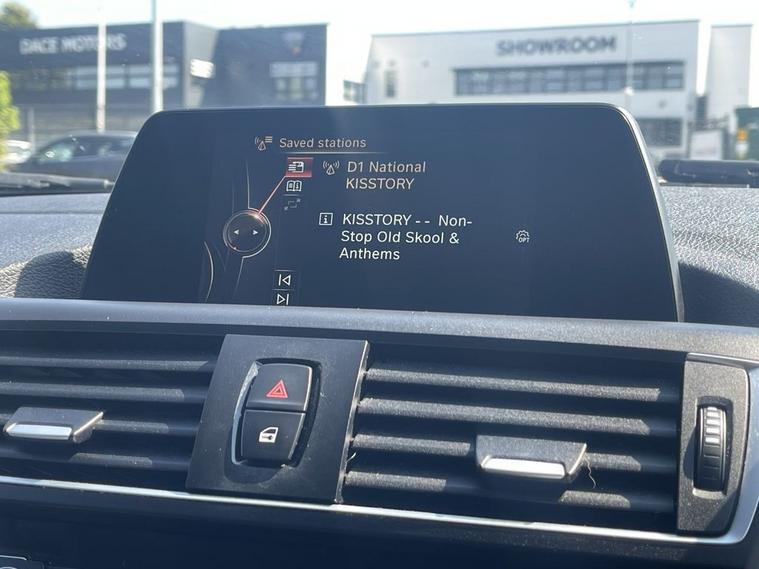 DACE MOTORS
SHOWROOM
Saved stations
D1 National
KISSTORY
KISSTORY -- Non-
Stop Old Skool &
Anthems
OPT